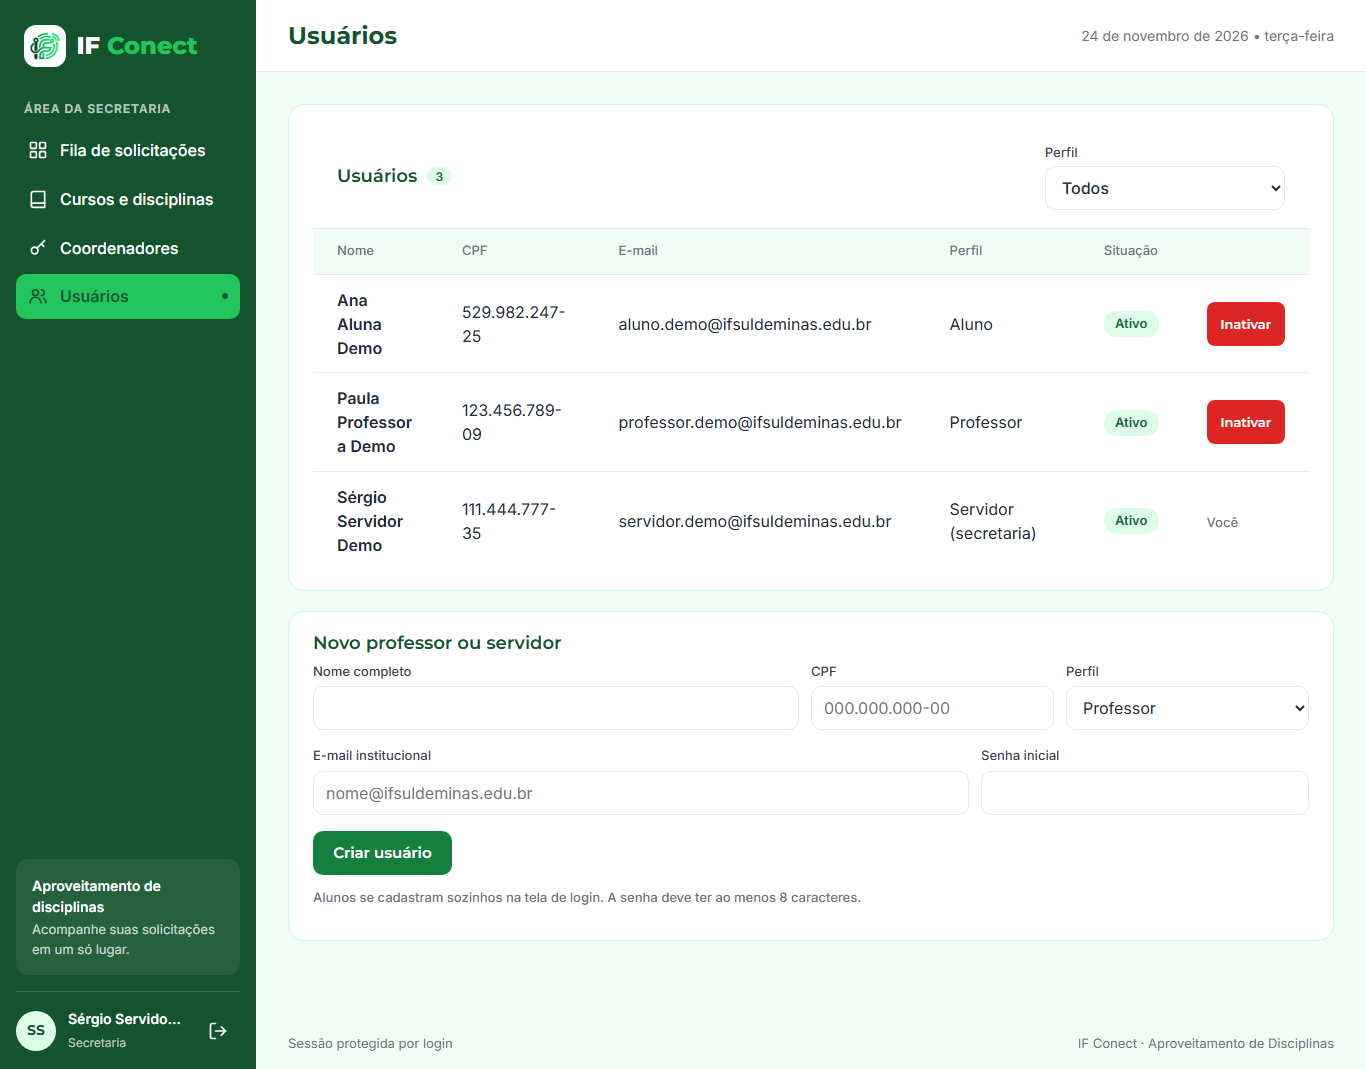 IF Conect
ÁREA DA SECRETARIA
Fila de solicitações
Cursos e disciplinas
Coordenadores
Usuários
Aproveitamento de
disciplinas
Acompanhe suas solicitações
em um só lugar.
SS
Sérgio Servido...
Secretaria
Usuários
24 de novembro de 2026 • terça-feira
Usuários 3
Perfil
Todos
Nome CPF E-mail Perfil Situação
Ana
Aluna
Demo
529.982.247-
25
aluno.demo@ifsuldeminas.edu.br
Aluno
Ativo
Inativar
Paula
Professor
a Demo
123.456.789-
09
professor.demo@ifsuldeminas.edu.br
Professor
Ativo
Inativar
Sérgio
Servidor
Demo
111.444.777-
35
servidor.demo@ifsuldeminas.edu.br
Servidor
(secretaria)
Ativo
Você
Novo professor ou servidor
Nome completo
CPF
000.000.000-00
Perfil
Professor
E-mail institucional
nome@ifsuldeminas.edu.br
Senha inicial
Criar usuário
Alunos se cadastram sozinhos na tela de login. A senha deve ter ao menos 8 caracteres.
Sessão protegida por login
IF Conect · Aproveitamento de Disciplinas